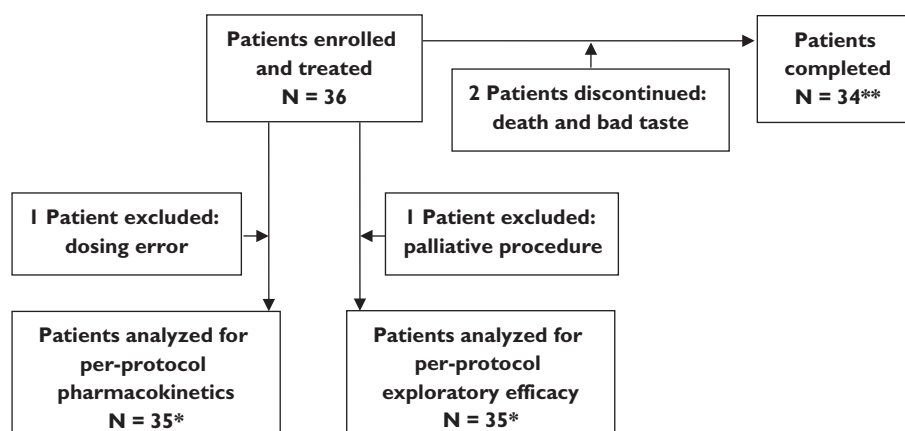 Patients enrolled
and treated
N = 36
Patients
completed
N = 34**
2 Patients discontinued:
death and bad taste
1 Patient excluded:
dosing error
1 Patient excluded:
palliative procedure
Patients analyzed for
per-protocol
pharmacokinetics
N = 35*
Patients analyzed for
per-protocol
exploratory efficacy
N = 35*